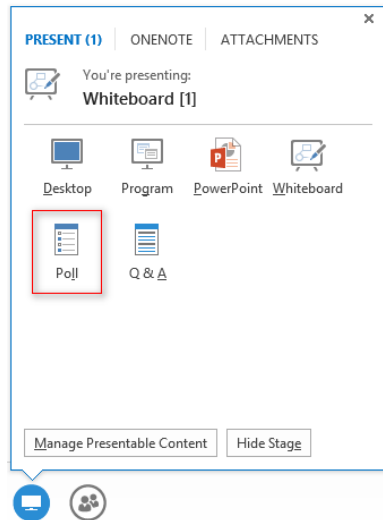 PRESENT (1) ONENOTE ATTACHMENTS
You're presenting:
Whiteboard [1]
Desktop Program PowerPoint Whiteboard
Poll Q & A
Manage Presentable Content Hide Stage